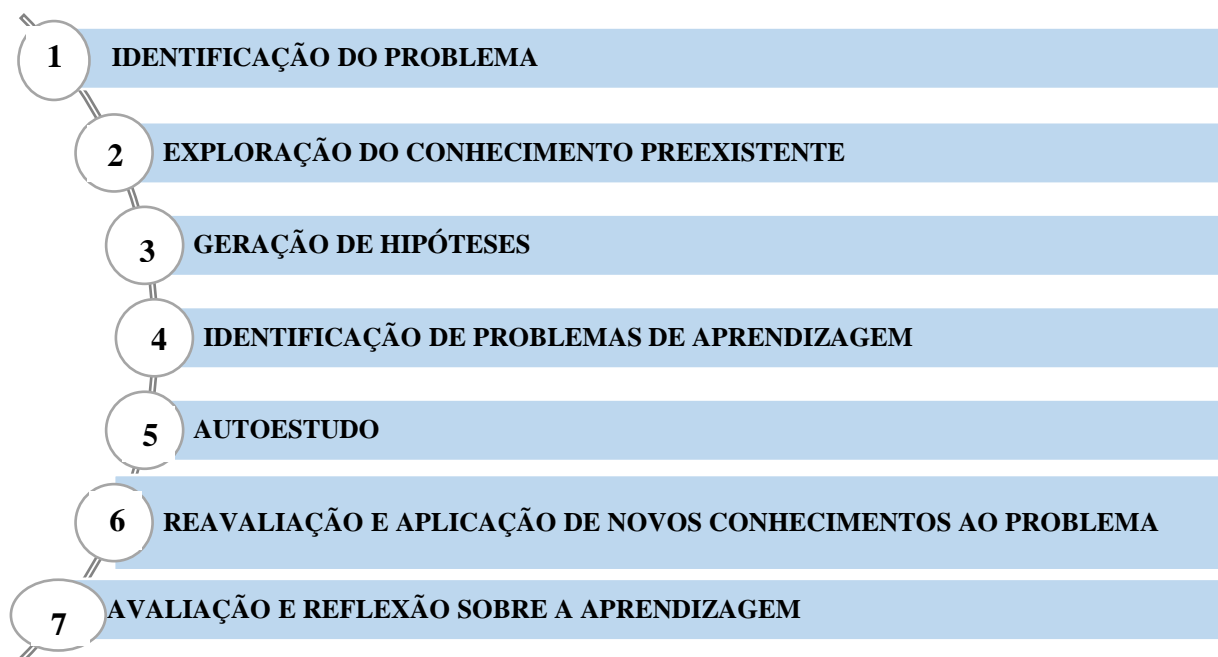 1 IDENTIFICAÇÃO DO PROBLEMA
2 EXPLORAÇÃO DO CONHECIMENTO PREEXISTENTE
3 GERAÇÃO DE HIPÓTESES
4 IDENTIFICAÇÃO DE PROBLEMAS DE APRENDIZAGEM
5 AUTOESTUDO
6 REAVALIAÇÃO E APLICAÇÃO DE NOVOS CONHECIMENTOS AO PROBLEMA
7 AVALIAÇÃO E REFLEXÃO SOBRE A APRENDIZAGEM